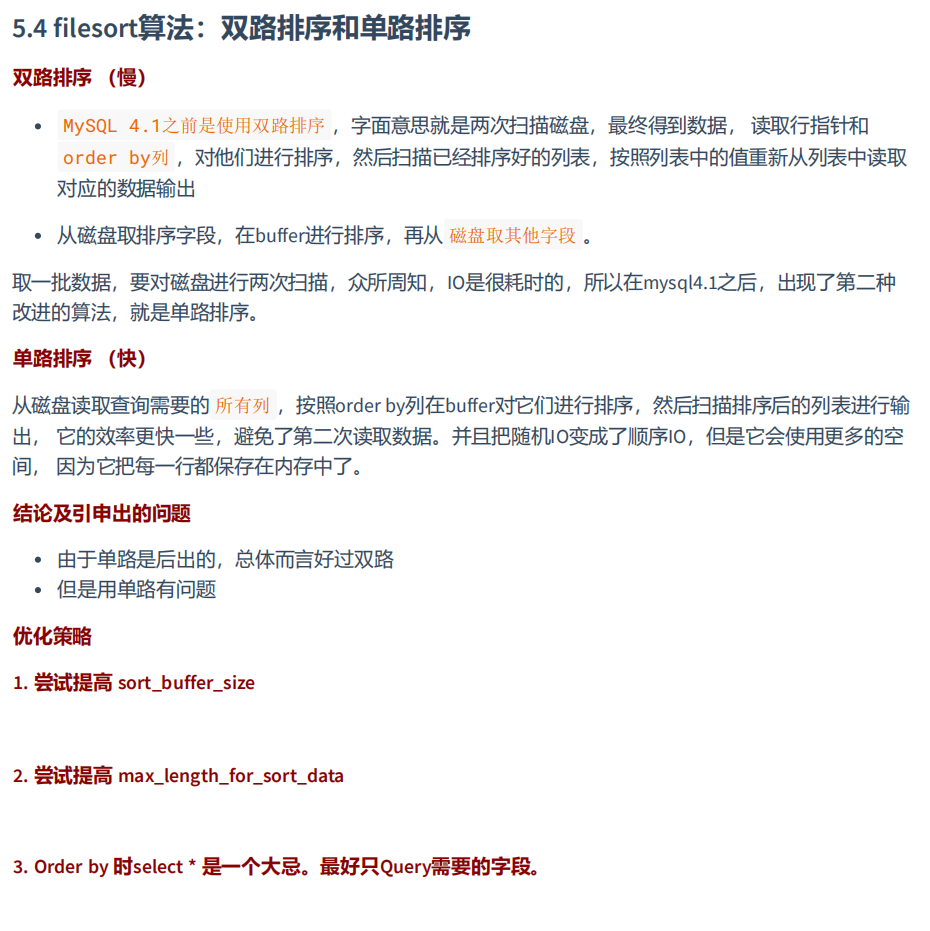 5.4 filesort算法：双路排序和单路排序
双路排序 （慢）
• MySQL 4.1之前是使用双路排序 ，字面意思就是两次扫描磁盘，最终得到数据， 读取行指针和
order by列 ，对他们进行排序，然后扫描已经排序好的列表，按照列表中的值重新从列表中读取
对应的数据输出
• 从磁盘取排序字段，在buffer进行排序，再从 磁盘取其他字段 。
取一批数据，要对磁盘进行两次扫描，众所周知，IO是很耗时的，所以在mysql4.1之后，出现了第二种
改进的算法，就是单路排序。
单路排序 （快）
从磁盘读取查询需要的 所有列 ，按照order by列在buffer对它们进行排序，然后扫描排序后的列表进行输
出， 它的效率更快一些，避免了第二次读取数据。并且把随机IO变成了顺序IO，但是它会使用更多的空
间， 因为它把每一行都保存在内存中了。
结论及引申出的问题
• 由于单路是后出的，总体而言好过双路
• 但是用单路有问题
优化策略
1. 尝试提高 sort_buffer_size
2. 尝试提高 max_length_for_sort_data
3. Order by 时select * 是一个大忌。最好只Query需要的字段。